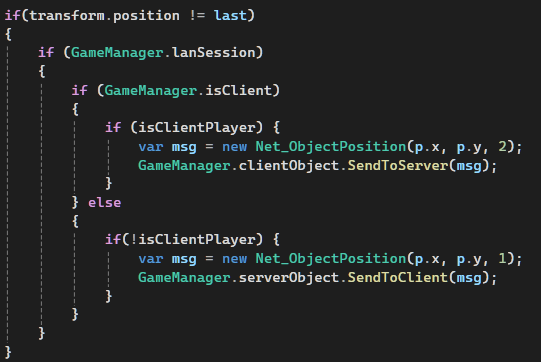 if(transform.position != last)
{
    if (GameManager.lanSession)
    {
        if (GameManager.isClient)
        {
            if (isClientPlayer) {
                var msg = new Net_ObjectPosition(p.x, p.y, 2);
                GameManager.clientObject.SendToServer(msg);
            }
        } else
        {
            if(!isClientPlayer) {
                var msg = new Net_ObjectPosition(p.x, p.y, 1);
                GameManager.serverObject.SendToClient(msg);
            }
        }
    }
}